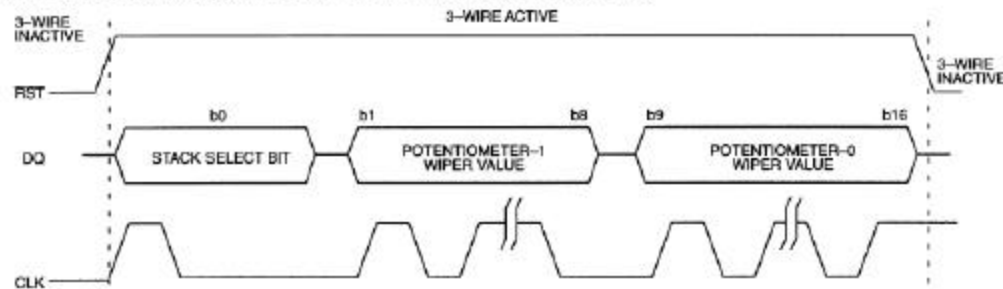 3–WIRE ACTIVE
3–WIRE
INACTIVE
3–WIRE
INACTIVE
RST
b0
b1
b8
b9
b16
DQ
STACK SELECT BIT
POTENTIOMETER–1
WIPER VALUE
POTENTIOMETER–0
WIPER VALUE
CLK